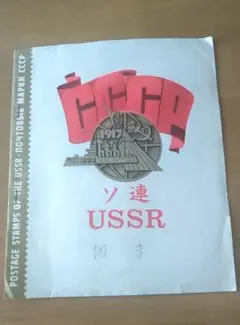 POSTAGE STAMPS OF THE USSR · ПОЧТОВЫЕ МАРКИ СССР
СССР
1917
ソ連
USSR